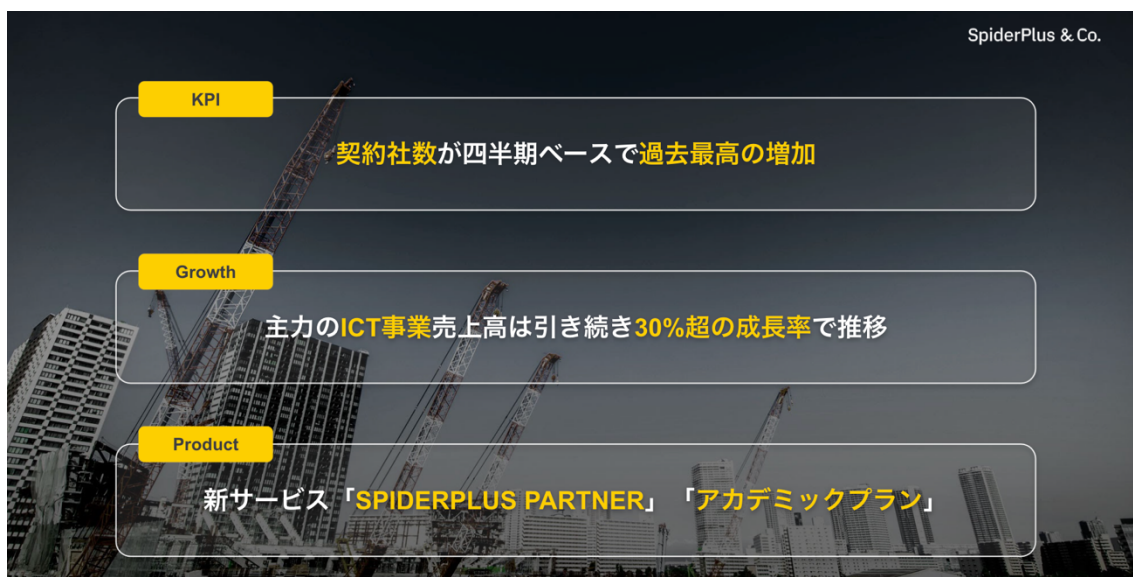 SpiderPlus & Co.
KPI
契約社数が四半期ベースで過去最高の増加
Growth
主力のICT事業売上高は引き続き30%超の成長率で推移
Product
新サービス「SPIDERPLUS PARTNER」「アカデミックプラン」